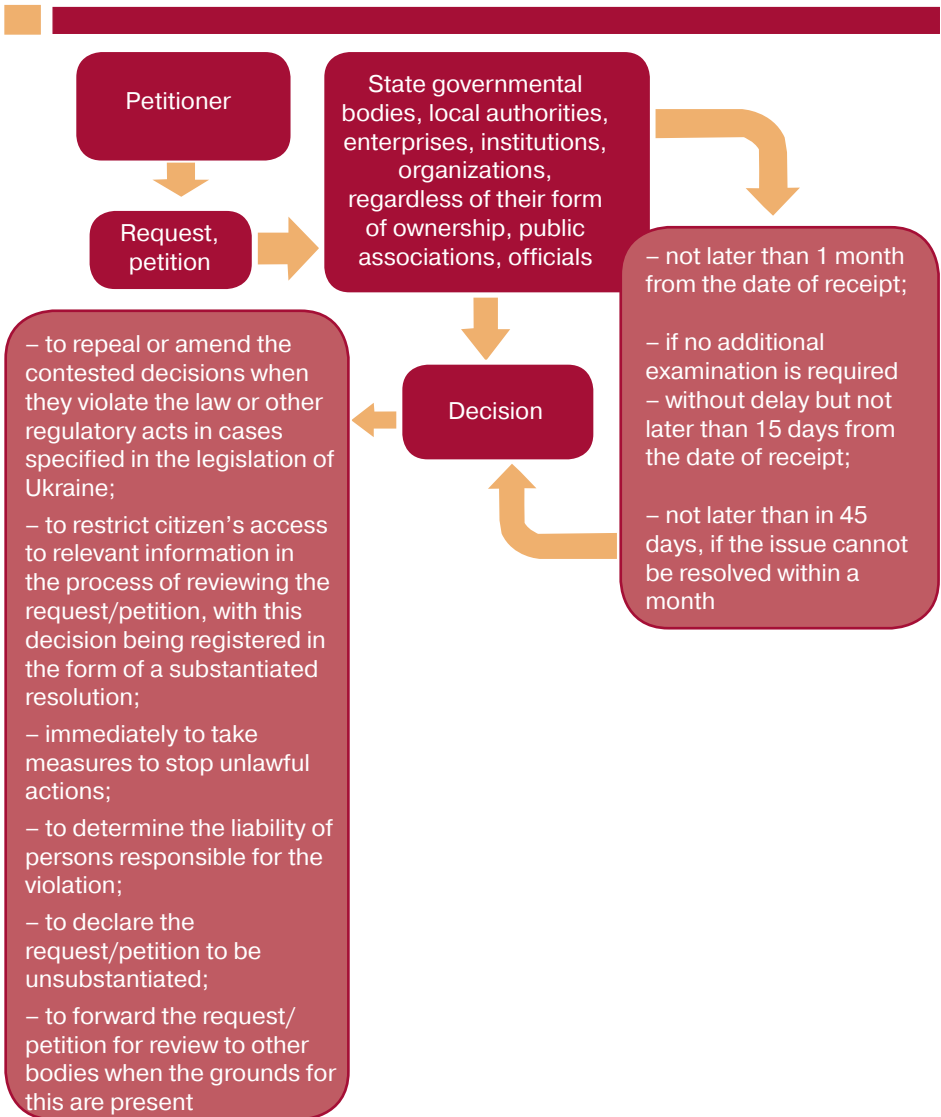 Petitioner
Request,
petition
State governmental
bodies, local authorities,
enterprises, institutions,
organizations,
regardless of their form
of ownership, public
associations, officials
– not later than 1 month
from the date of receipt;
– if no additional
examination is required
– without delay but not
later than 15 days from
the date of receipt;
– not later than in 45
days, if the issue cannot
be resolved within a
month
Decision
– to repeal or amend the
contested decisions when
they violate the law or other
regulatory acts in cases
specified in the legislation of
Ukraine;
– to restrict citizen’s access
to relevant information in
the process of reviewing the
request/petition, with this
decision being registered in
the form of a substantiated
resolution;
– immediately to take
measures to stop unlawful
actions;
– to determine the liability of
persons responsible for the
violation;
– to declare the
request/petition to be
unsubstantiated;
– to forward the request/
petition for review to other
bodies when the grounds for
this are present